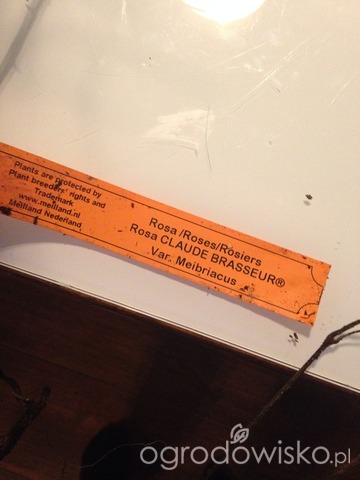 Plants are protected by
Plant breeders' rights and
Trademark
www.meilland.nl
Meilland Nederland
Rosa /Roses/Rosiers
Rosa CLAUDE BRASSEUR®
Var. Meibriacus
ogrodowisko.pl